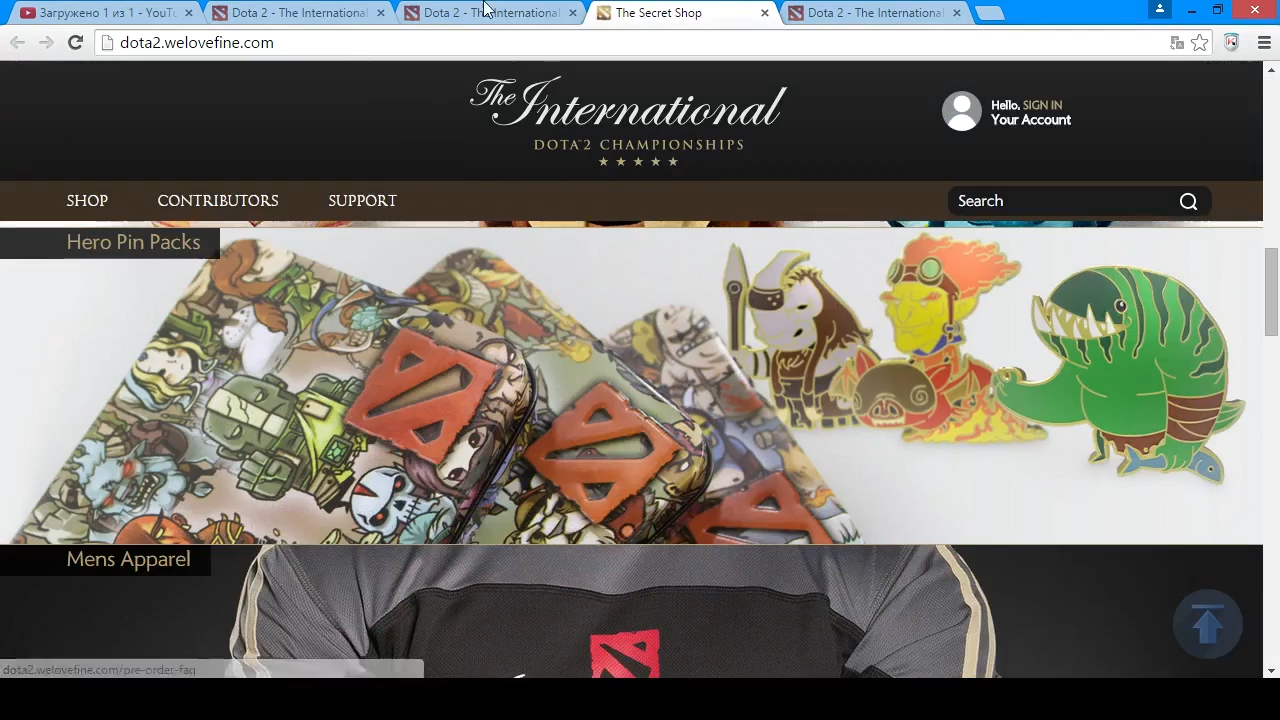 Загружено 1 из 1 - YouTu
Dota 2 - The International
Dota 2 - The International
The Secret Shop
Dota 2 - The International
dota2.welovefine.com
The International
DOTA™2 CHAMPIONSHIPS
Hello, SIGN IN
Your Account
SHOP
CONTRIBUTORS
SUPPORT
Search
Hero Pin Packs
Mens Apparel
dota2.welovefine.com/pre-order-faq